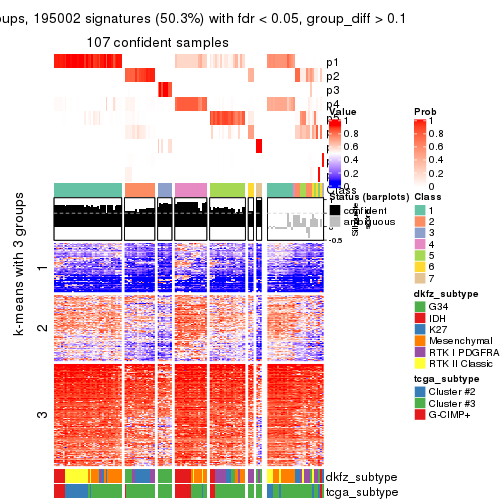 oups, 195002 signatures (50.3%) with fdr < 0.05, group_diff > 0.1
107 confident samples
p1
p2
p3
p4
Class
Status (barplots)
confident
ambiguous
-0.5
k-means with 3 groups
1
2
3
dkfz_subtype
tcga_subtype
Value
1
0.8
0.6
0.4
0.2
0
Prob
1
0.8
0.6
0.4
0.2
0
Class
1
2
3
4
5
6
7
dkfz_subtype
G34
IDH
K27
Mesenchymal
RTK I PDGFRA
RTK II Classic
tcga_subtype
Cluster #2
Cluster #3
G-CIMP+